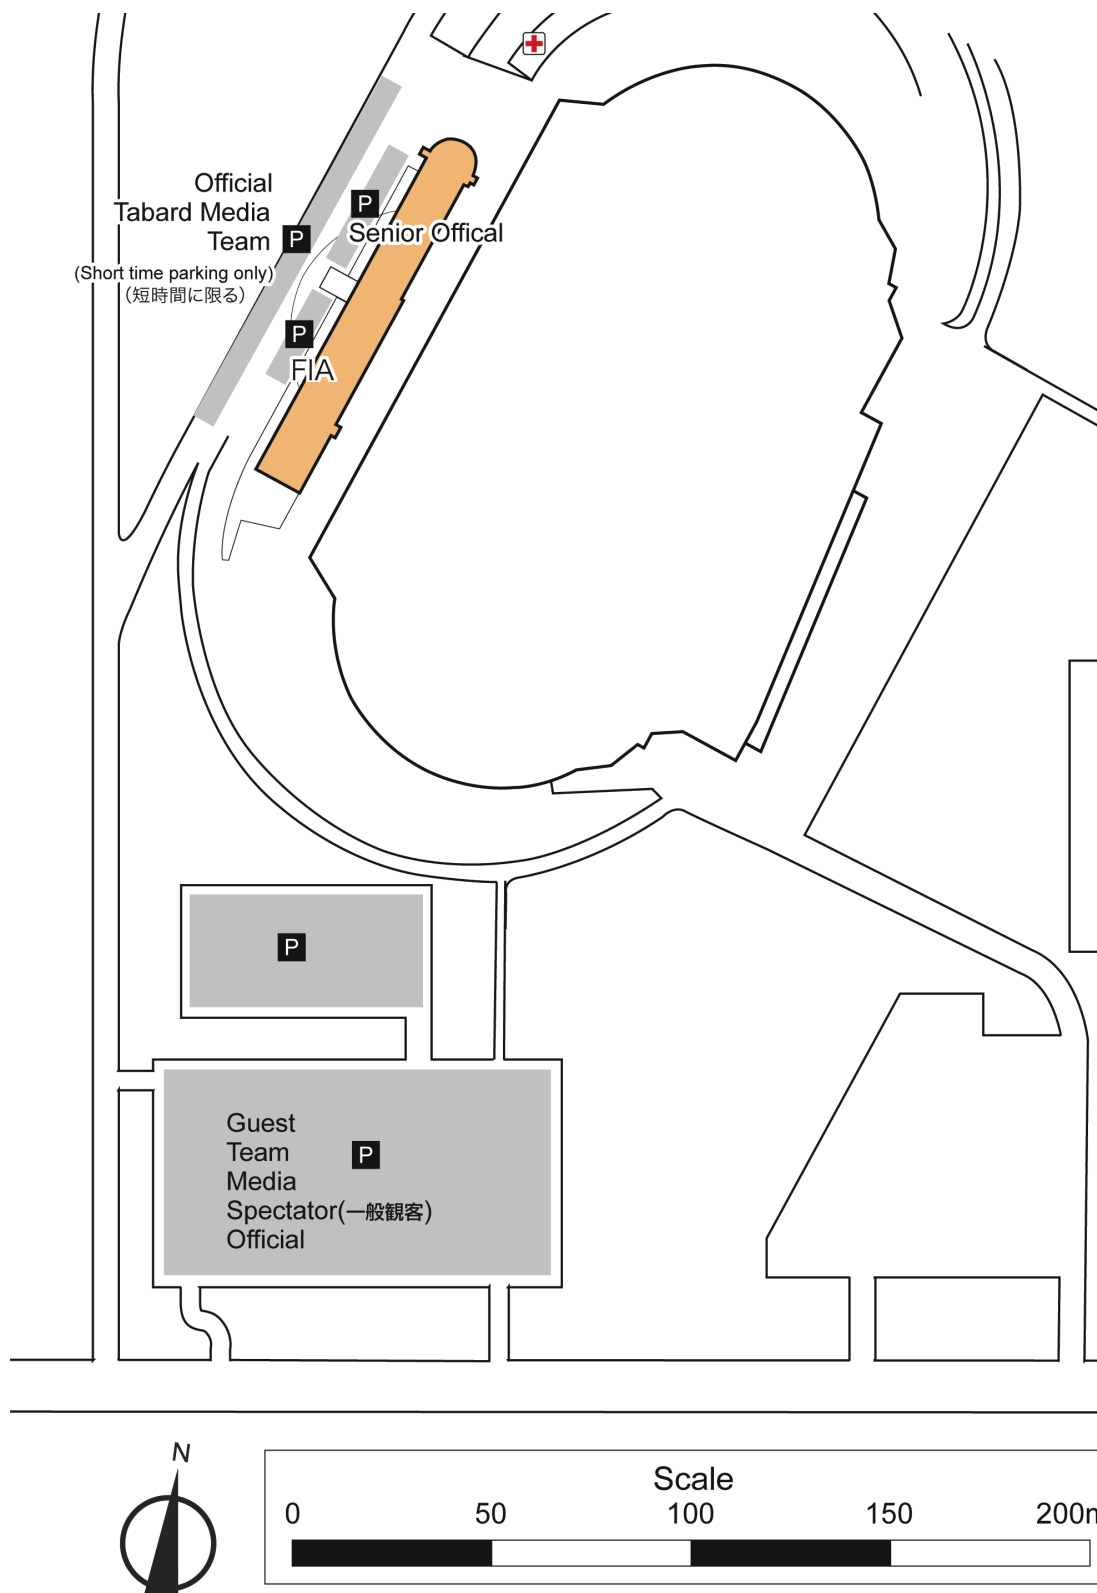 Official
Tabard Media
Team P
(Short time parking only)
（短時間に限る）
P
Senior Offical
P
FIA
P
Guest
Team
P
Media
Spectator(一般観客)
Official
N
Scale
0 50 100 150 200m